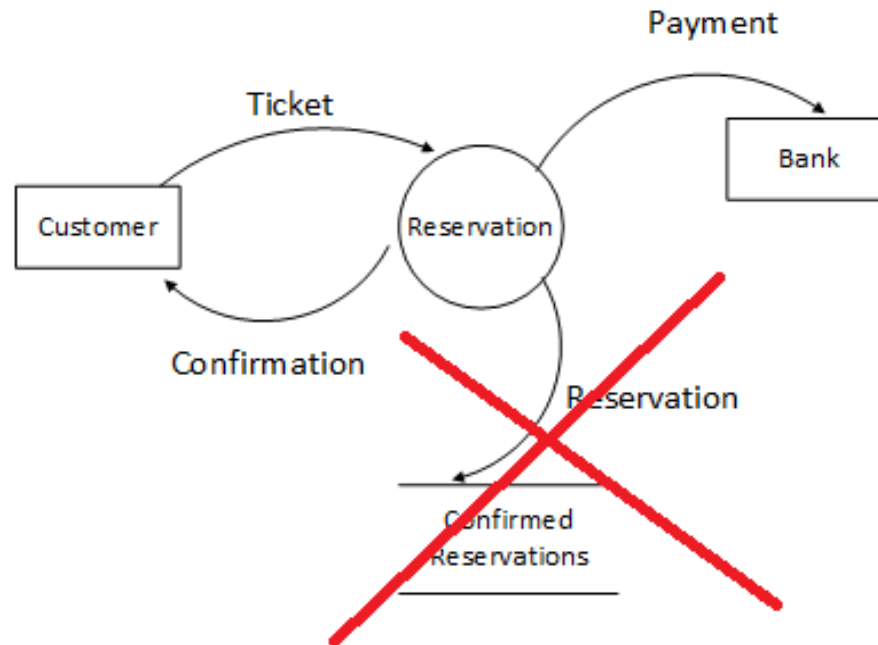 Payment
Ticket
Bank
Customer
Reservation
Confirmation
Reservation
Confirmed
Reservations